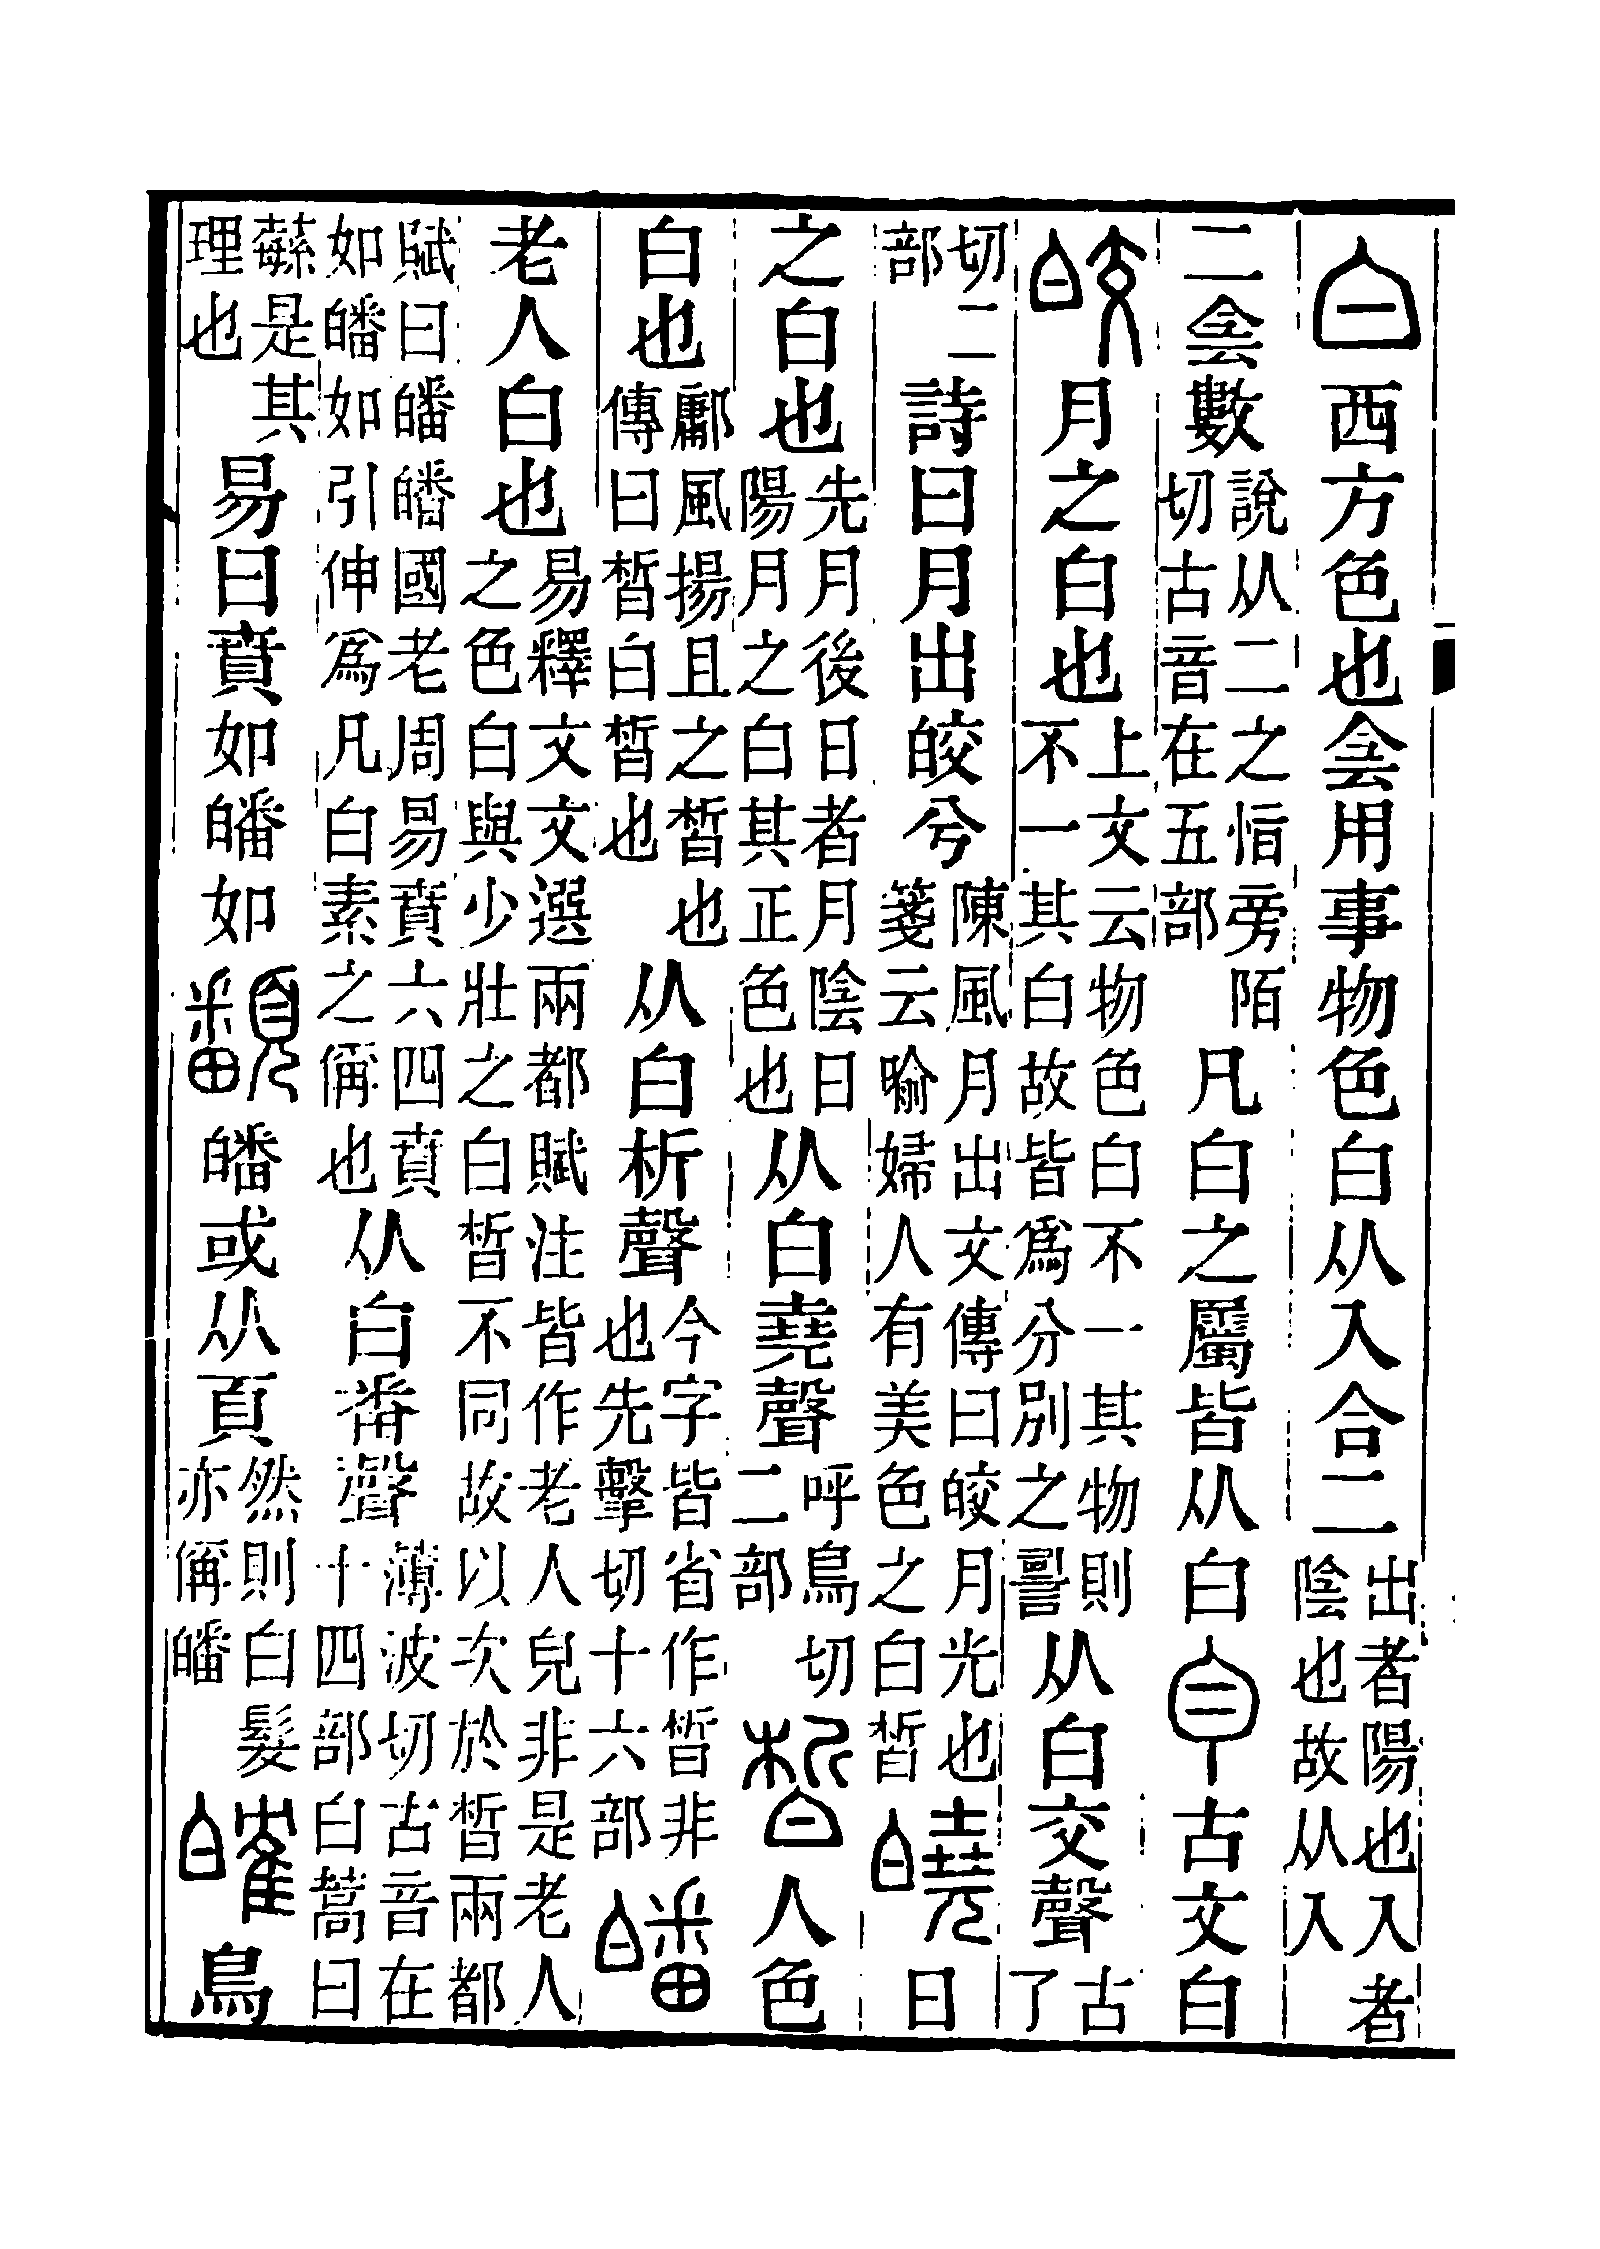 白西方色也侌用事物色白从入合二出者陽也入者陰也故从入
二侌數說从二之恉旁陌切古音在五部凡白之屬皆从白𦣺古文白
皎月之白也上文云物色白不一其物則不一其白故皆爲分別之䛐从白交聲古了
切二部詩曰月出皎兮陳風月出文傳曰皎月光也箋云喻婦人有美色之白皙皢日
之白也先月後日者月陰日陽月之白其正色也从白堯聲呼鳥切二部皙人色
白也鄘風揚且之皙也傳曰皙白皙也从白析聲今字皆省作晳非也先擊切十六部皤
老人白也易釋文文選兩都賦注皆作老人皃非是老人之色白與少壯之白皙不同故以次於皙兩都
賦曰皤皤國老周易賁六四賁如皤如引伸爲凡白素之偁也从白番聲薄波切古音在十四部曰蒿曰
蘩是其理也易曰賁如皤如𩕏皤或从頁然則白髮亦偁皤㿥鳥